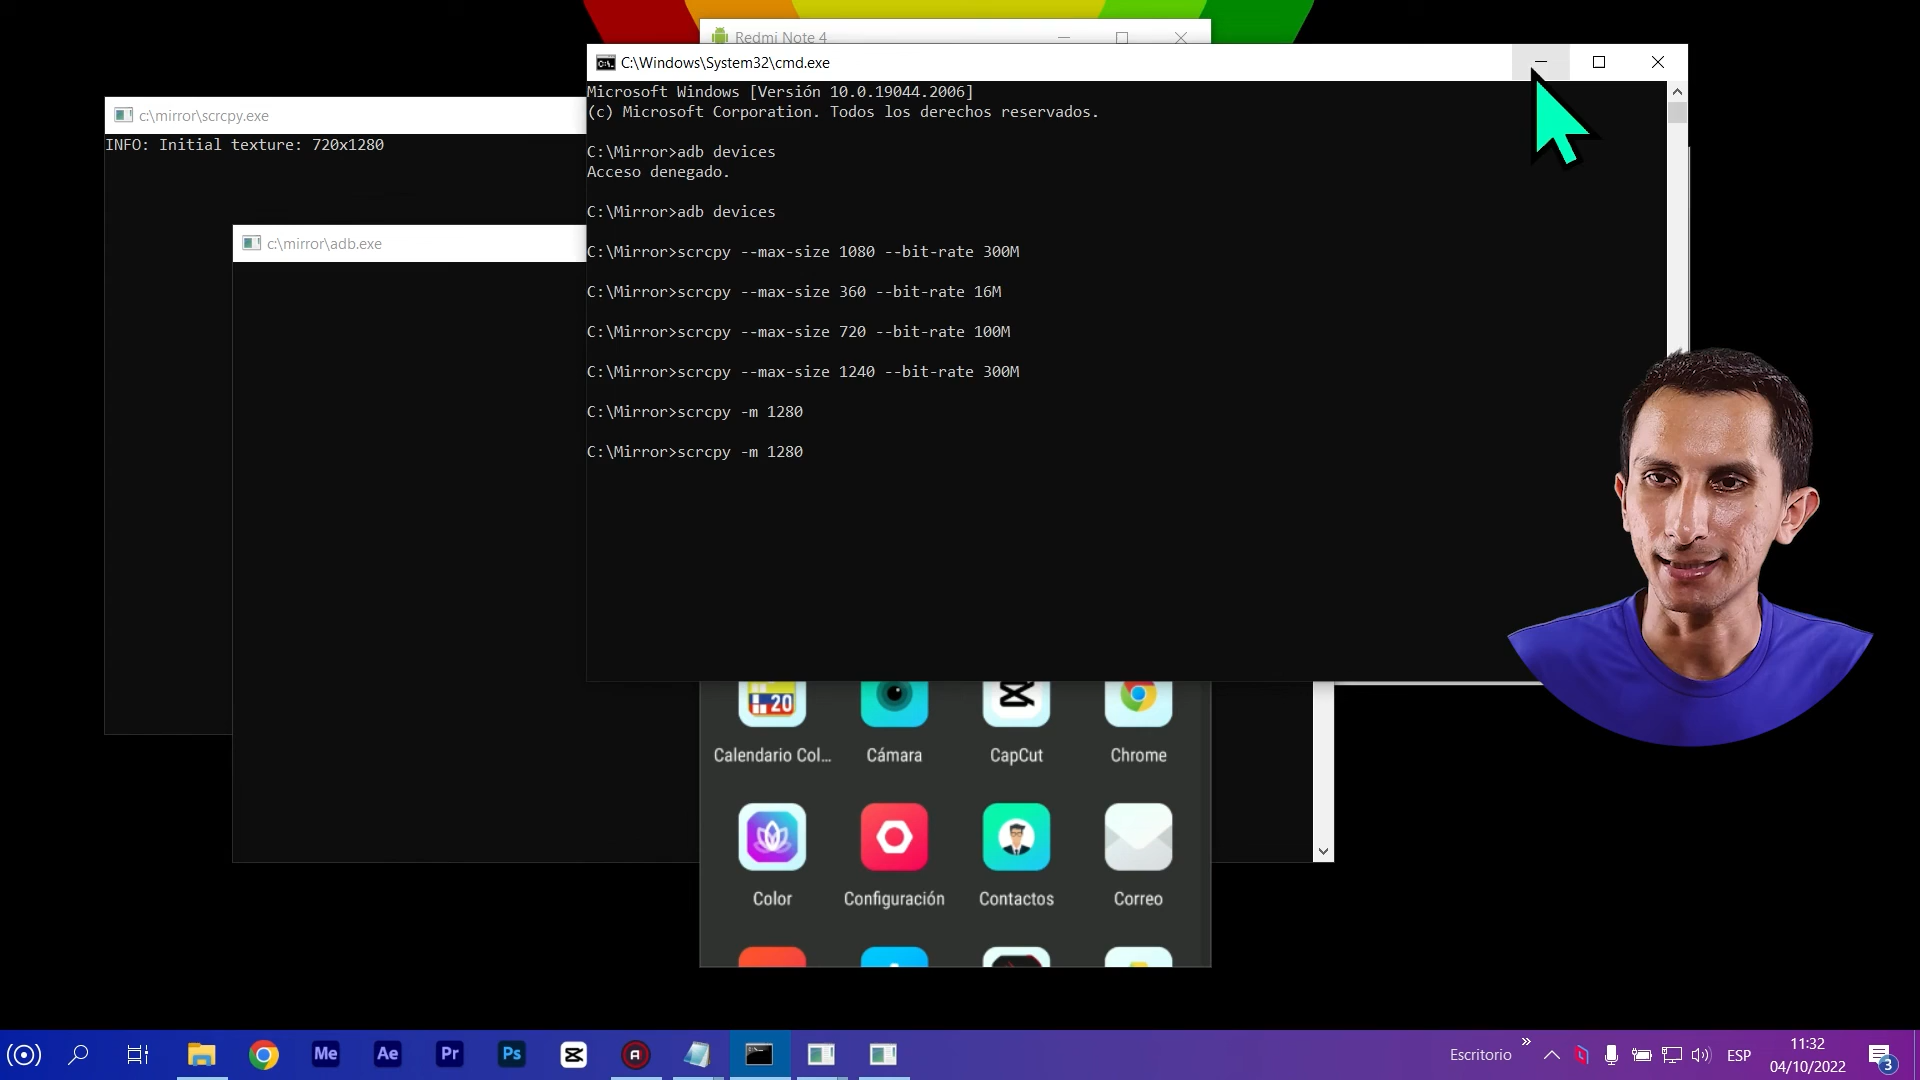 Redmi Note 4
C:\Windows\System32\cmd.exe
Microsoft Windows [Versión 10.0.19044.2006]
(c) Microsoft Corporation. Todos los derechos reservados.
C:\Mirror>adb devices
Acceso denegado.
C:\Mirror>adb devices
C:\Mirror>scrcpy --max-size 1080 --bit-rate 300M
C:\Mirror>scrcpy --max-size 360 --bit-rate 16M
C:\Mirror>scrcpy --max-size 720 --bit-rate 100M
C:\Mirror>scrcpy --max-size 1240 --bit-rate 300M
C:\Mirror>scrcpy -m 1280
C:\Mirror>scrcpy -m 1280
c:\mirror\scrcpy.exe
INFO: Initial texture: 720x1280
c:\mirror\adb.exe
20
Calendario Col... Cámara CapCut Chrome
Color Configuración Contactos Correo
Me Ae Pr Ps
Escritorio » ESP
11:32
04/10/2022
3